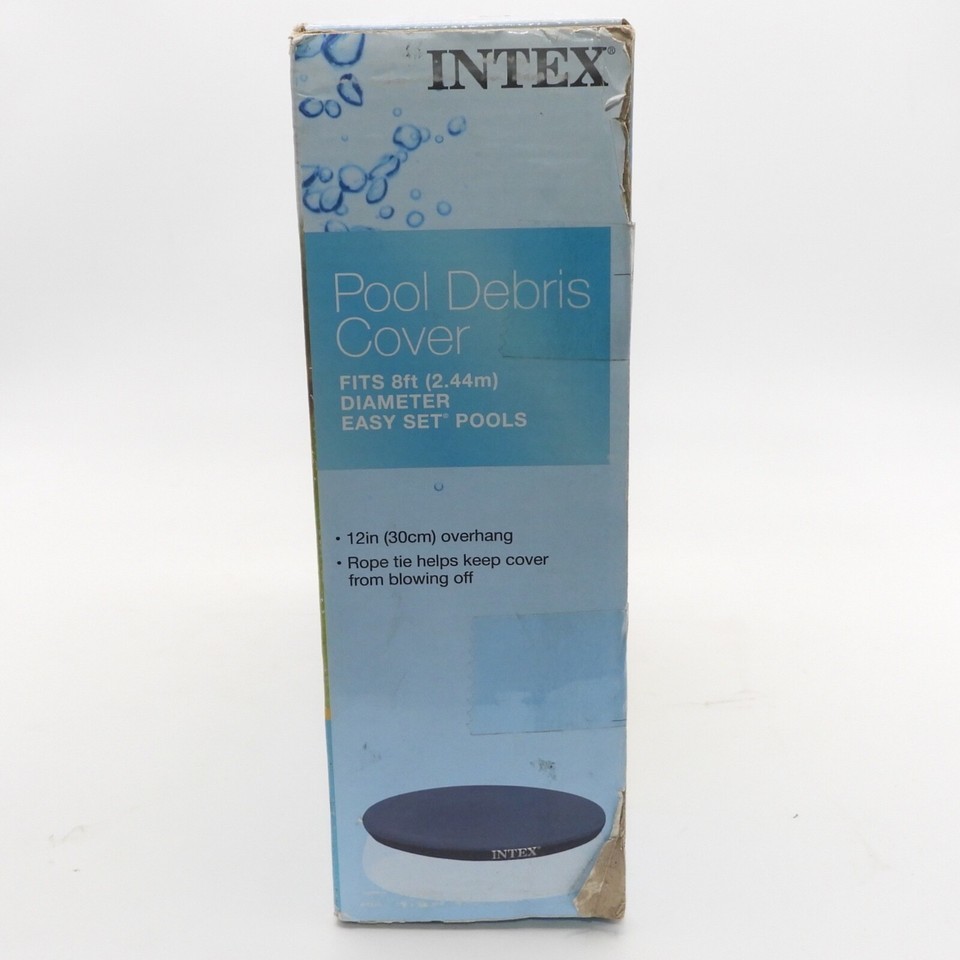 INTEX®
Pool Debris
Cover
FITS 8ft (2.44m)
DIAMETER
EASY SET® POOLS
• 12in (30cm) overhang
• Rope tie helps keep cover
from blowing off
INTEX®